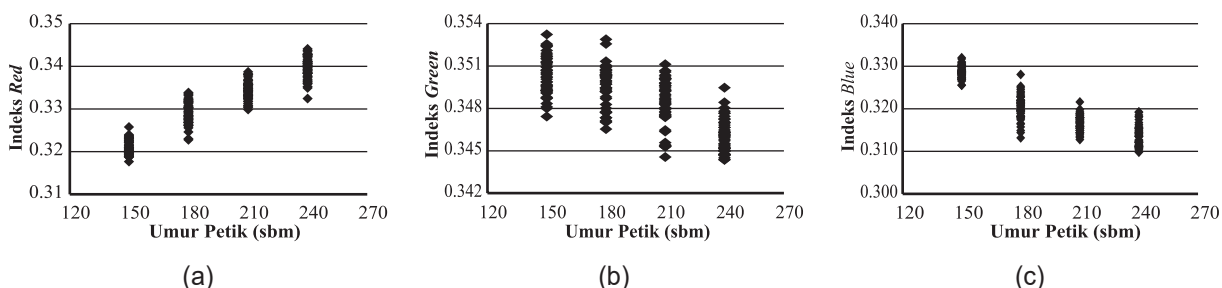 Indeks Red
0.35
0.34
0.33
0.32
0.31
120 150 180 210 240 270
Umur Petik (sbm)
(a)
Indeks Green
0.354
0.351
0.348
0.345
0.342
120 150 180 210 240 270
Umur Petik (sbm)
(b)
Indeks Blue
0.340
0.330
0.320
0.310
0.300
120 150 180 210 240 270
Umur Petik (sbm)
(c)